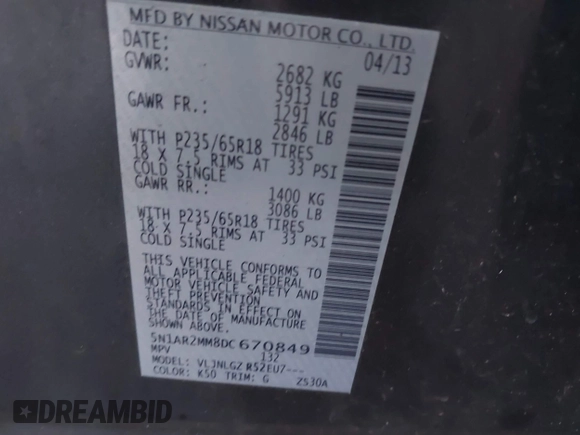 MFD BY NISSAN MOTOR CO., LTD.
DATE: 04/13
GVWR: 2682 KG
5913 LB
GAWR FR.: 1291 KG
2846 LB
WITH P235/65R18 TIRES
18 X 7.5 RIMS AT 33 PSI
COLD SINGLE
GAWR RR.: 1400 KG
3086 LB
WITH P235/65R18 TIRES
18 X 7.5 RIMS AT 33 PSI
COLD SINGLE
THIS VEHICLE CONFORMS TO
ALL APPLICABLE FEDERAL
MOTOR VEHICLE SAFETY AND
THEFT PREVENTION
STANDARDS IN EFFECT ON
THE DATE OF MANUFACTURE
SHOWN ABOVE.
5N1AR2MM8DC670849
MPV 132
MODEL: VLJNLGZ R52EU7---
COLOR: K50 TRIM: G ZS30A
DREAMBID